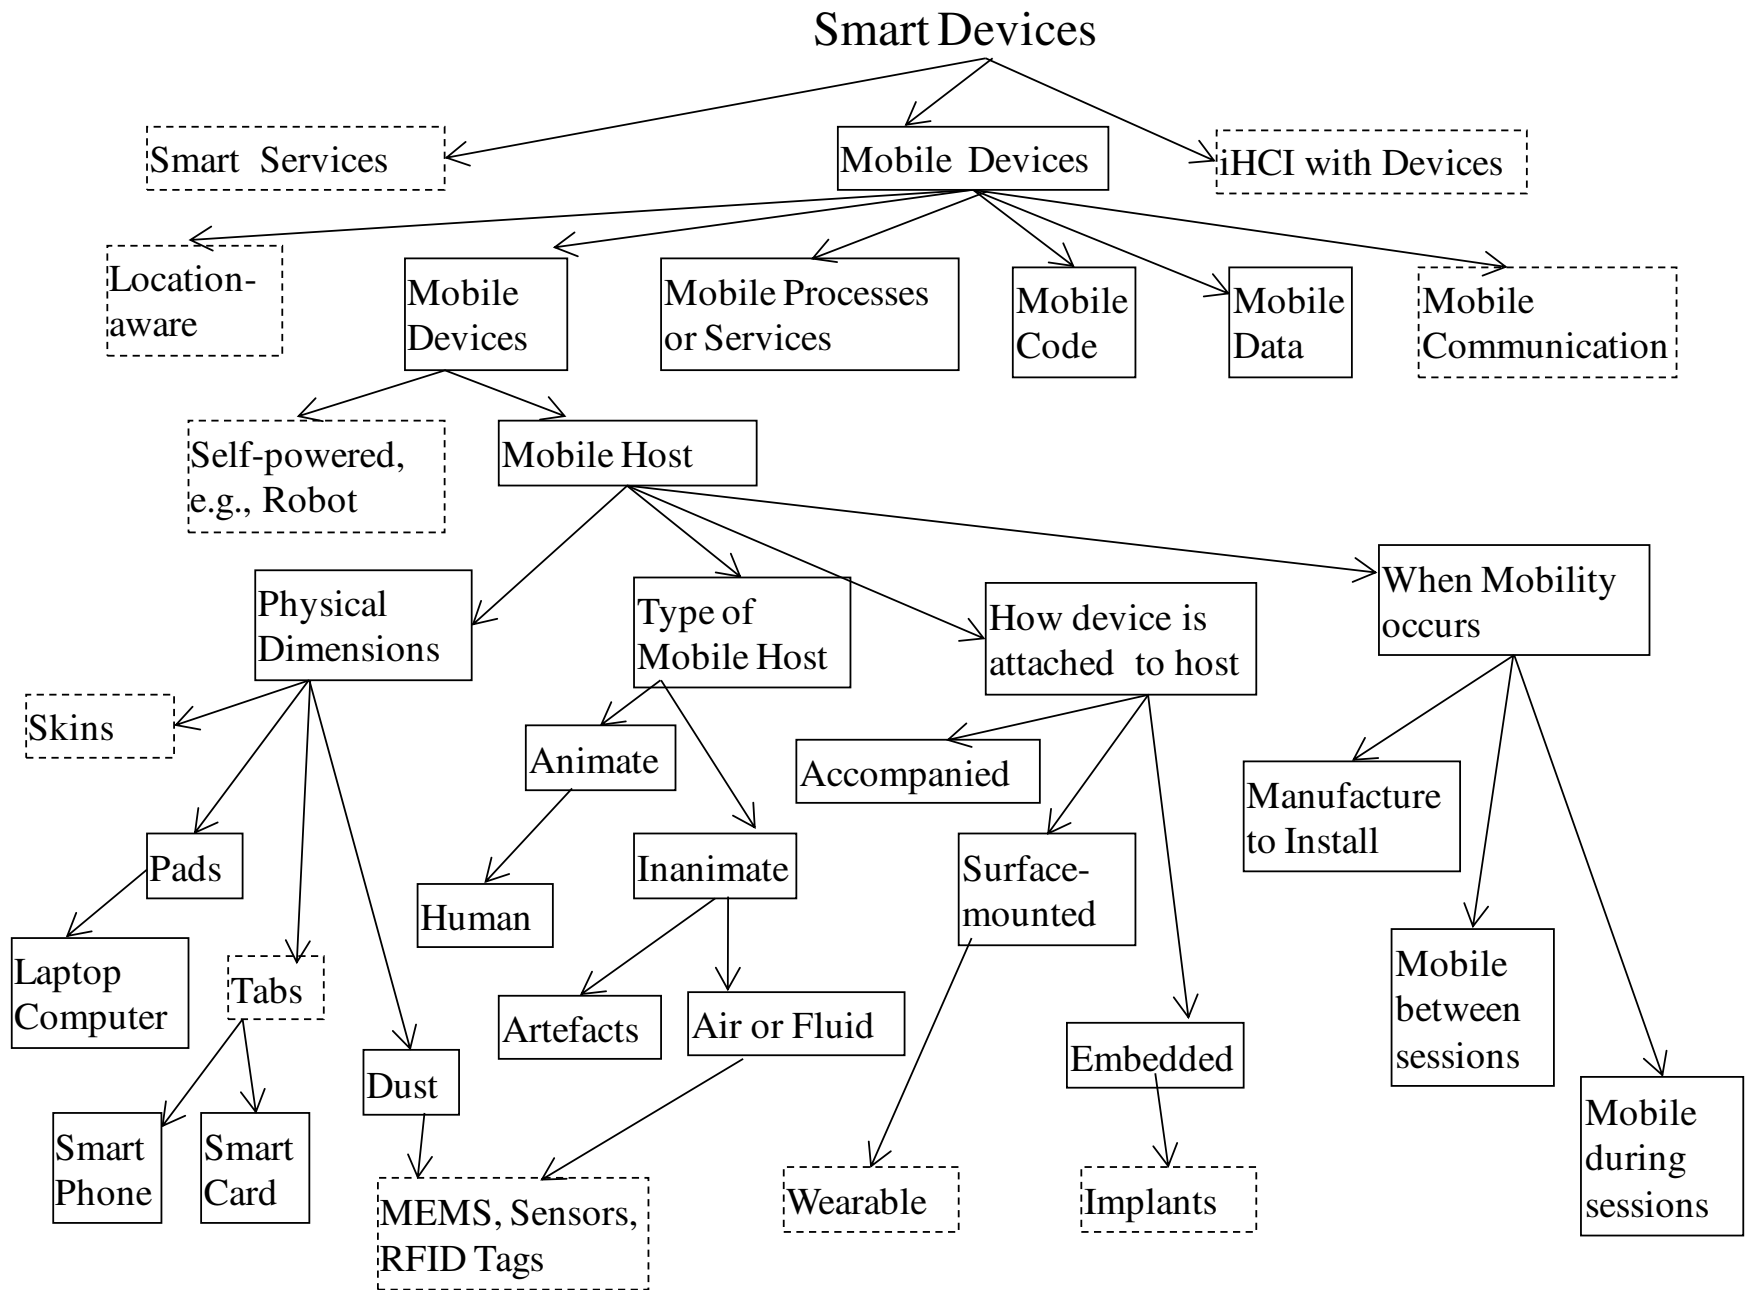 Smart Devices
Smart Services
Mobile Devices
iHCI with Devices
Location-
aware
Mobile
Devices
Mobile Processes
or Services
Mobile
Code
Mobile
Data
Mobile
Communication
Self-powered,
e.g., Robot
Mobile Host
Physical
Dimensions
Type of
Mobile Host
How device is
attached to host
When Mobility
occurs
Skins
Animate
Accompanied
Manufacture
to Install
Pads
Human
Inanimate
Surface-
mounted
Laptop
Computer
Tabs
Artefacts
Air or Fluid
Embedded
Mobile
between
sessions
Dust
Smart
Phone
Smart
Card
MEMS, Sensors,
RFID Tags
Wearable
Implants
Mobile
during
sessions